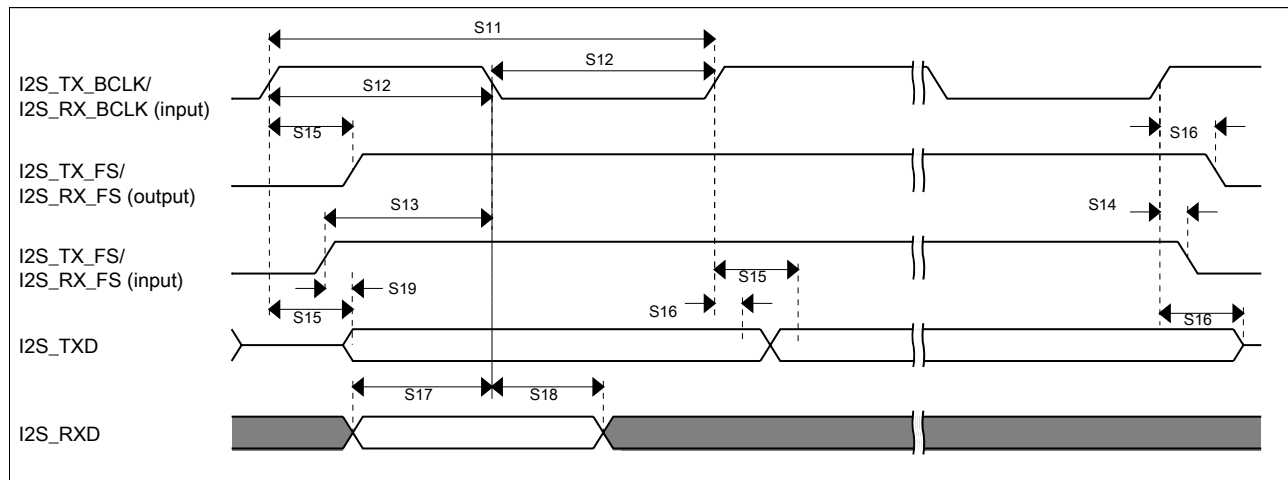 S11
S12
I2S_TX_BCLK/
I2S_RX_BCLK (input)
S12
S15
S16
I2S_TX_FS/
I2S_RX_FS (output)
S13
S14
I2S_TX_FS/
I2S_RX_FS (input)
S15
S19
S16
S15
S16
I2S_TXD
S17
S18
I2S_RXD